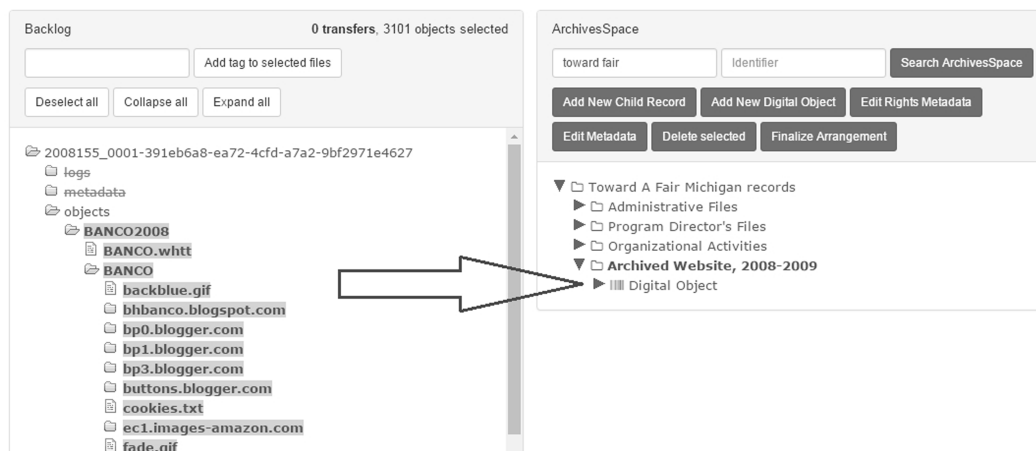 Backlog
0 transfers, 3101 objects selected
Add tag to selected files
Deselect all
Collapse all
Expand all
2008155_0001-391eb6a8-ea72-4cfd-a7a2-9bf2971e4627
logs
metadata
objects
BANCO2008
BANCO.whtt
BANCO
backblue.gif
bhbanco.blogspot.com
bp0.blogger.com
bp1.blogger.com
bp3.blogger.com
buttons.blogger.com
cookies.txt
ec1.images-amazon.com
fade.gif
ArchivesSpace
toward fair
Identifier
Search ArchivesSpace
Add New Child Record
Add New Digital Object
Edit Rights Metadata
Edit Metadata
Delete selected
Finalize Arrangement
Toward A Fair Michigan records
Administrative Files
Program Director's Files
Organizational Activities
Archived Website, 2008-2009
Digital Object